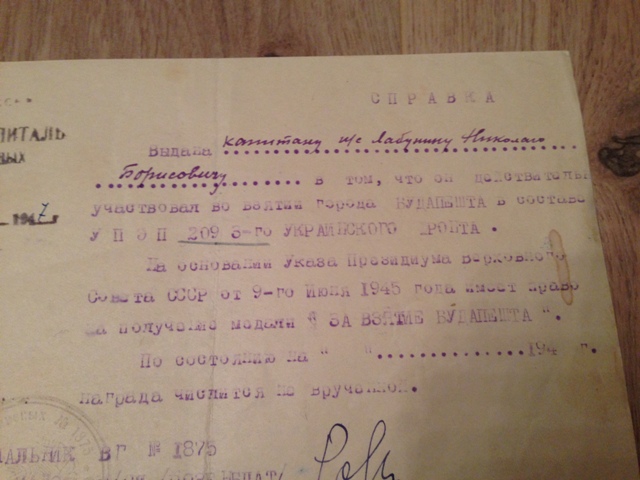 СПРАВКА
ПИТАЛЬ
Выдана капитану и/с Лабунину Николаю
Борисовичу в том, что он действитель
участвовал во взятии города БУДАПЕШТА в составе
УПЭП 209 3-го УКРАИНСКОГО ФРОНТА.
На основании Указа Президиума Верховного
Совета СССР от 9-го Июня 1945 года имеет право
на получение медали " ЗА ВЗЯТИЕ БУДАПЕШТА ".
По состоянию на " "................194 г.
награда числится не врученной.
АЛЬНИК ВГ № 1875